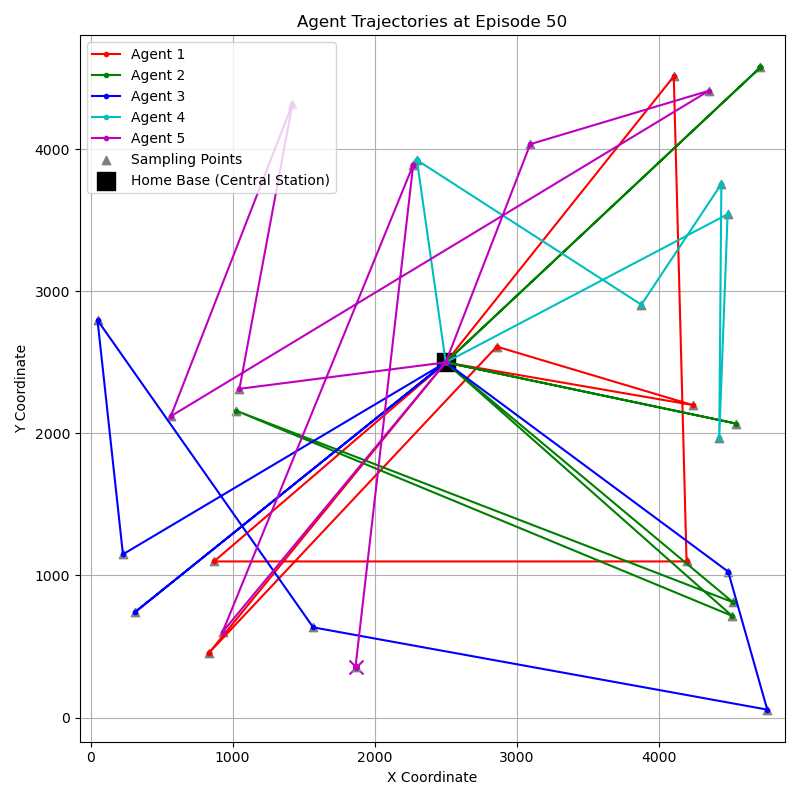 Agent Trajectories at Episode 50
Agent 1
Agent 2
Agent 3
Agent 4
Agent 5
Sampling Points
Home Base (Central Station)
4000
3000
2000
1000
0
Y Coordinate
0 1000 2000 3000 4000
X Coordinate